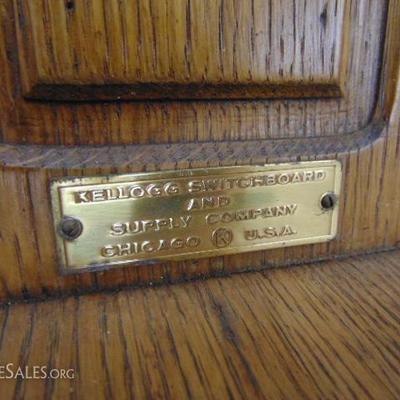 KELLOGG SWITCHBOARD
AND
SUPPLY COMPANY
CHICAGO K U.S.A.
ESALES.ORG